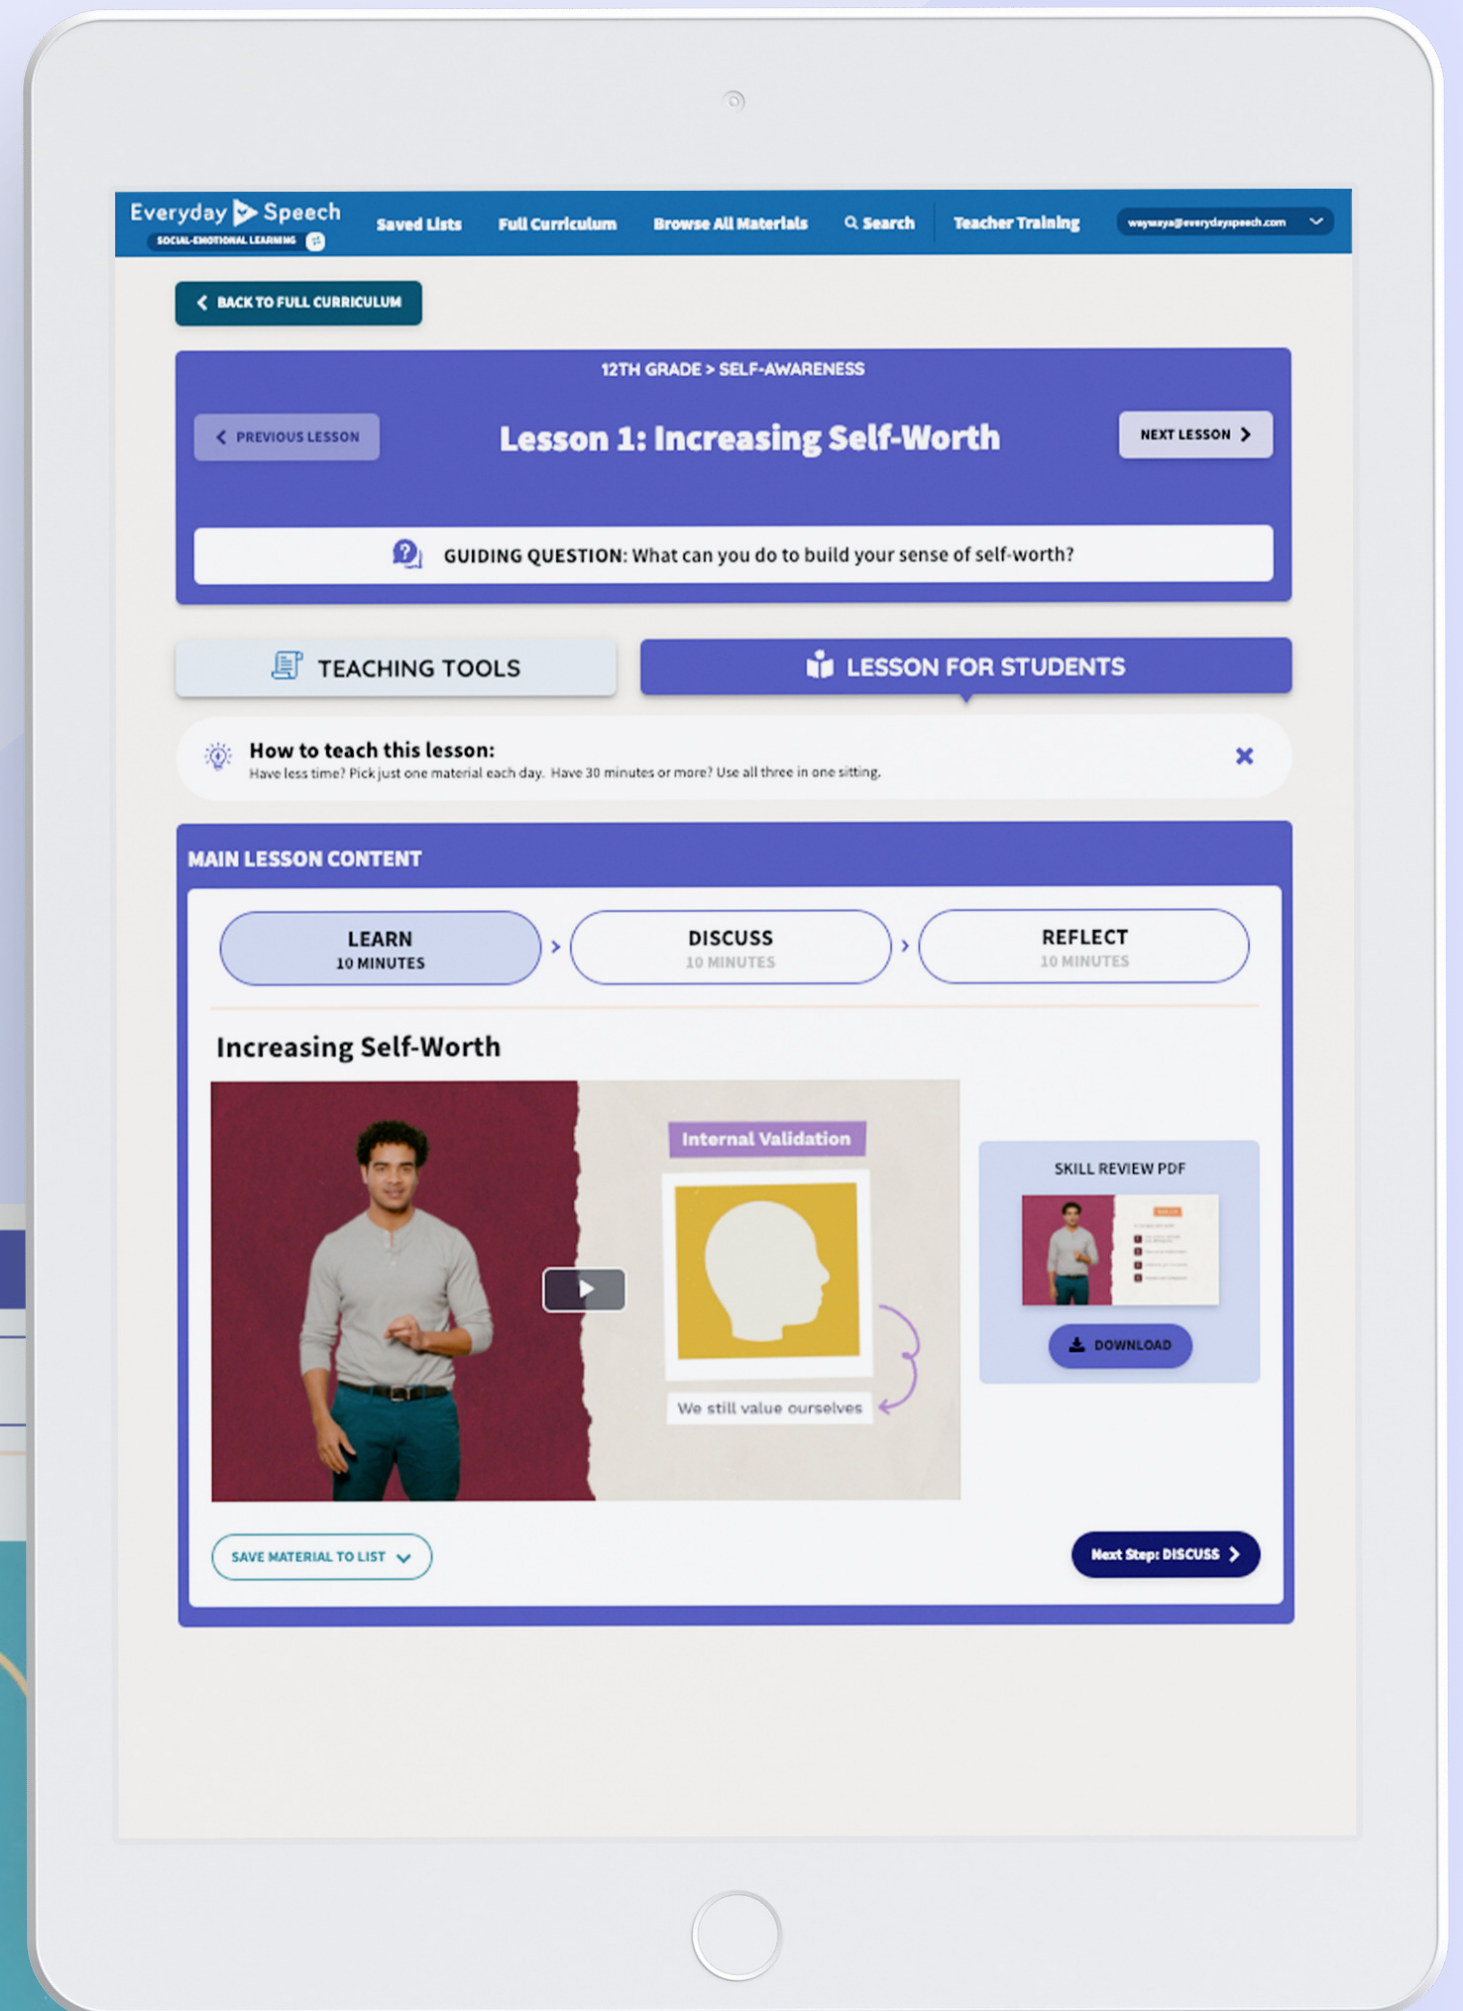 Everyday Speech
SOCIAL-EMOTIONAL LEARNING
Saved Lists
Full Curriculum
Browse All Materials
Search
Teacher Training
waywaya@everydayspeech.com
BACK TO FULL CURRICULUM
12TH GRADE > SELF-AWARENESS
PREVIOUS LESSON
Lesson 1: Increasing Self-Worth
NEXT LESSON
GUIDING QUESTION: What can you do to build your sense of self-worth?
TEACHING TOOLS
LESSON FOR STUDENTS
How to teach this lesson:
Have less time? Pick just one material each day. Have 30 minutes or more? Use all three in one sitting.
MAIN LESSON CONTENT
LEARN
10 MINUTES
DISCUSS
10 MINUTES
REFLECT
10 MINUTES
Increasing Self-Worth
Internal Validation
We still value ourselves
SKILL REVIEW PDF
DOWNLOAD
SAVE MATERIAL TO LIST
Next Step: DISCUSS